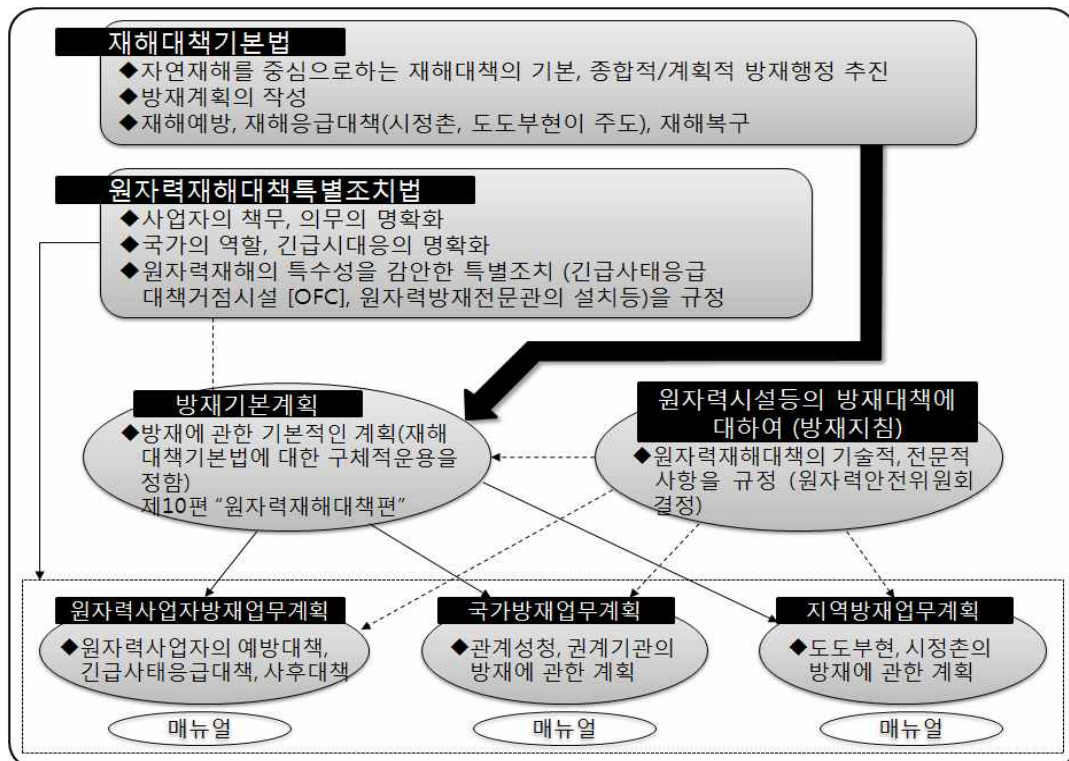 재해대책기본법
◆자연재해를 중심으로하는 재해대책의 기본, 종합적/계획적 방재행정 추진
◆방재계획의 작성
◆재해예방, 재해응급대책(시정촌, 도도부현이 주도), 재해복구
원자력재해대책특별조치법
◆사업자의 책무, 의무의 명확화
◆국가의 역할, 긴급시대응의 명확화
◆원자력재해의 특수성을 감안한 특별조치 (긴급사태응급
대책거점시설 [OFC], 원자력방재전문관의 설치등)을 규정
방재기본계획
◆방재에 관한 기본적인 계획(재해
대책기본법에 대한 구체적운용을
정함)
제10편 “원자력재해대책편”
원자력시설등의 방재대책에
대하여 (방재지침)
◆원자력재해대책의 기술적, 전문적
사항을 규정 (원자력안전위원회
결정)
원자력사업자방재업무계획
◆원자력사업자의 예방대책,
긴급사태응급대책, 사후대책
매뉴얼
국가방재업무계획
◆관계성청, 권계기관의
방재에 관한 계획
매뉴얼
지역방재업무계획
◆도도부현, 시정촌의
방재에 관한 계획
매뉴얼